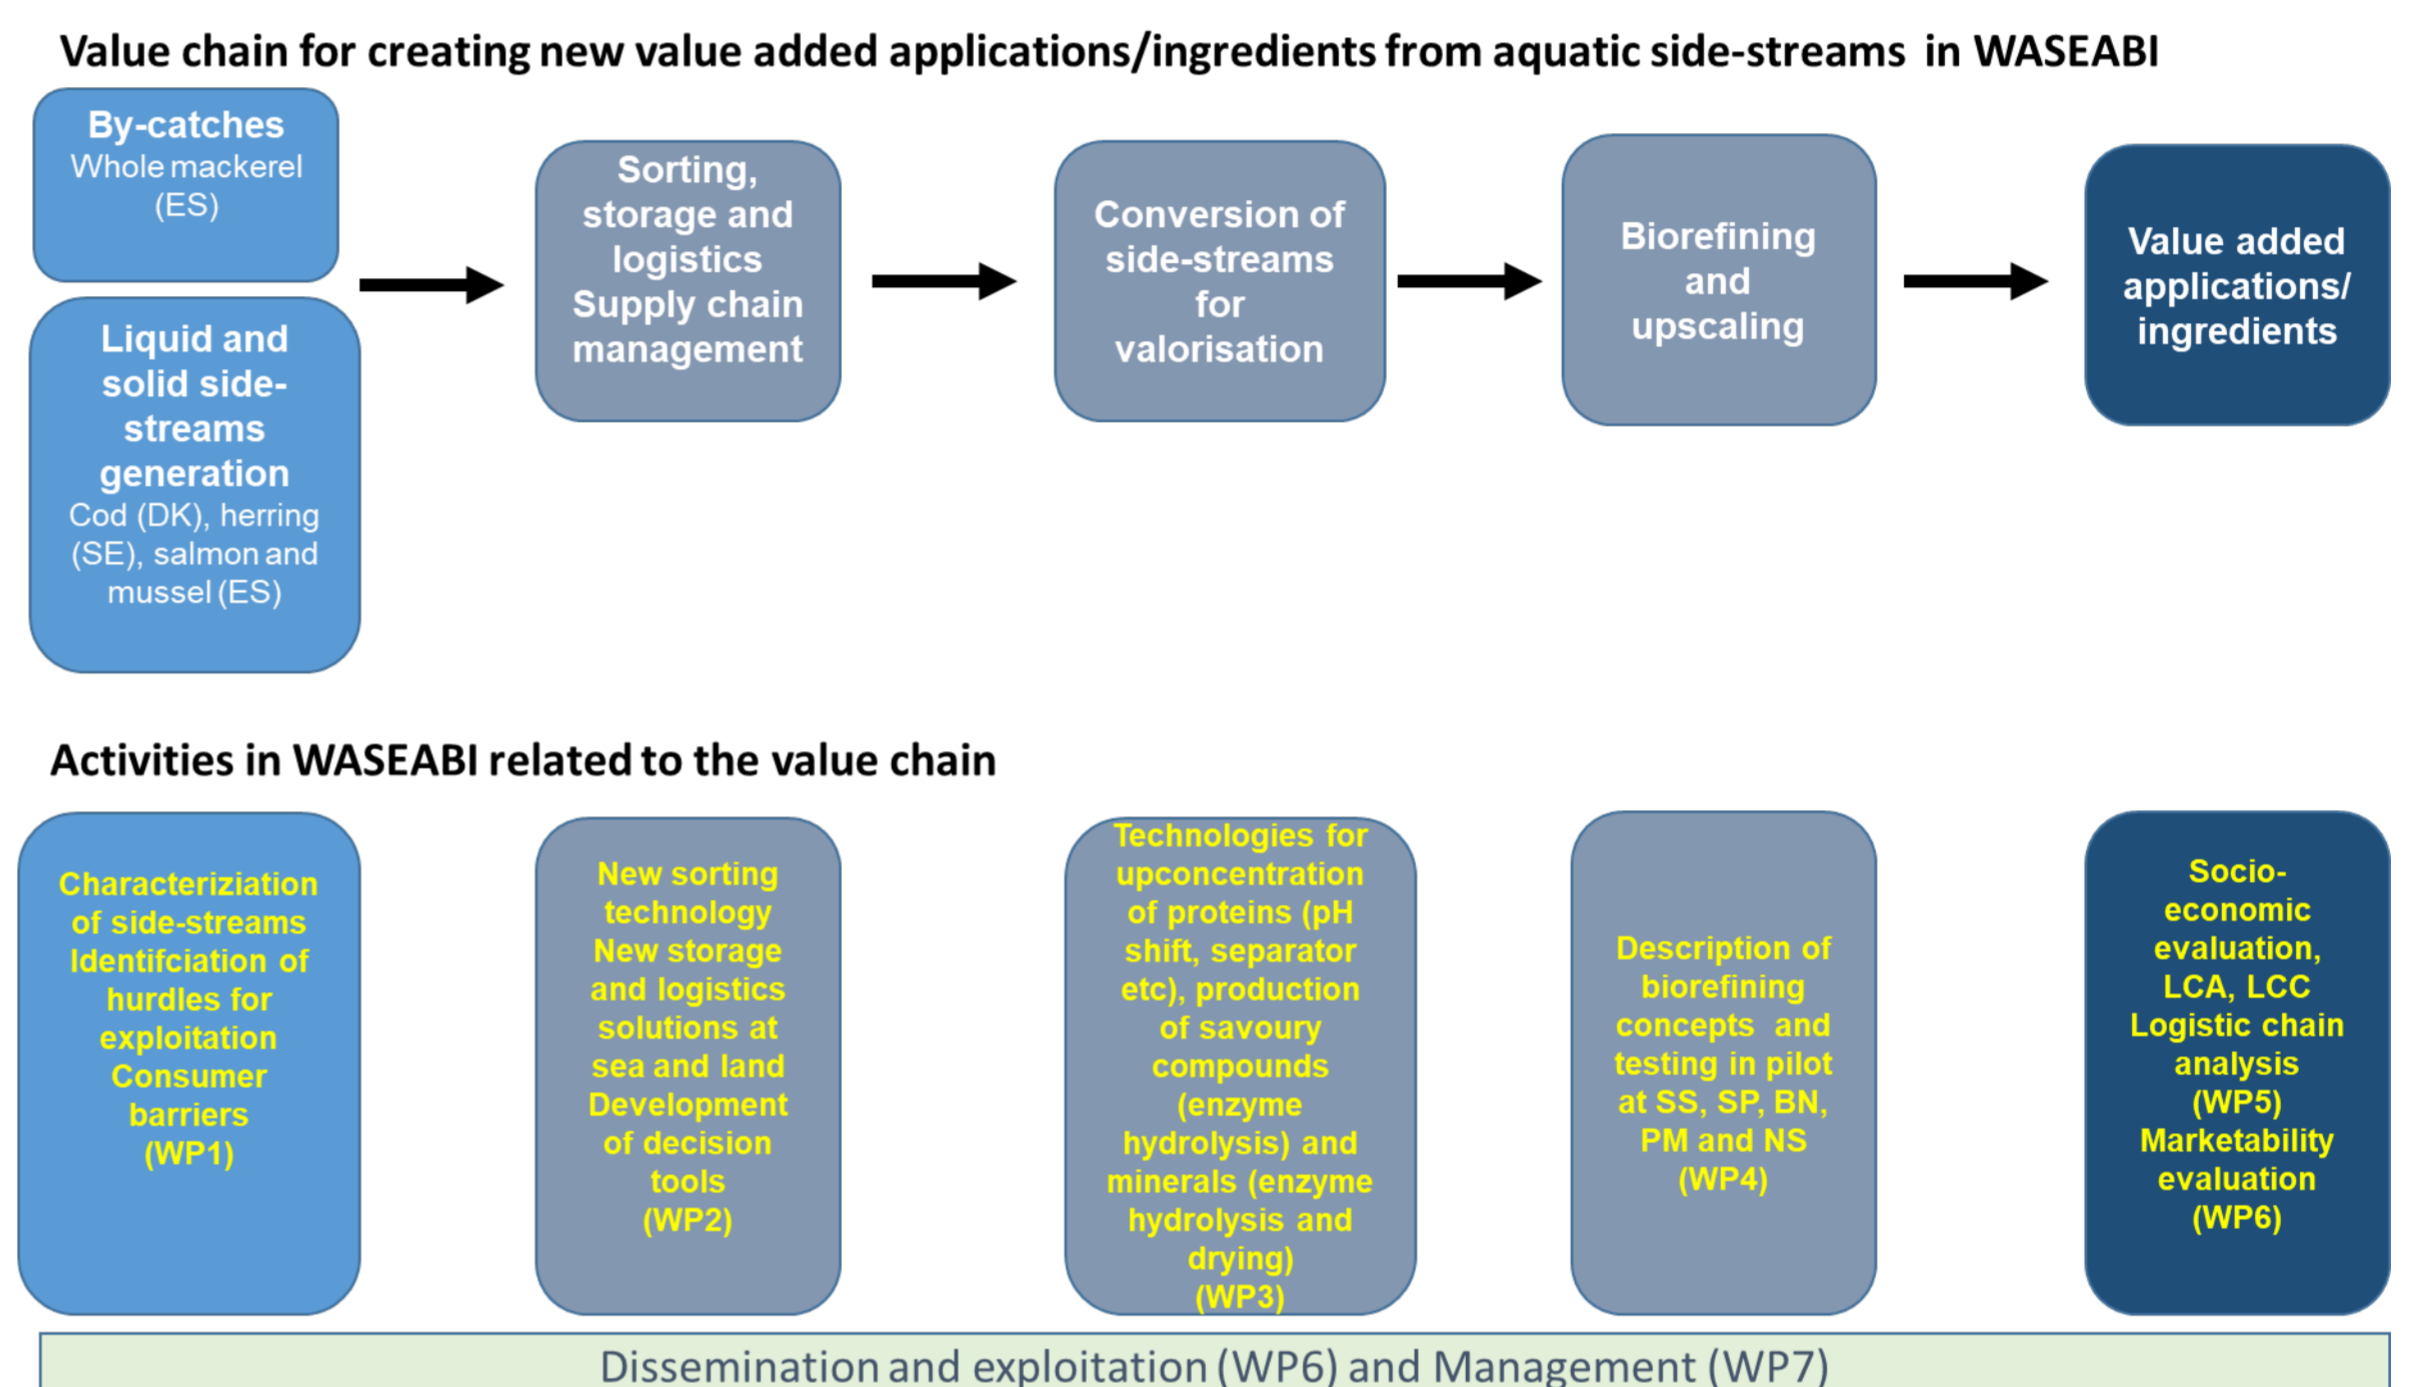 Value chain for creating new value added applications/ingredients from aquatic side-streams in WASEABI
By-catches
Whole mackerel
(ES)
Liquid and
solid side-
streams
generation
Cod (DK), herring
(SE), salmon and
mussel (ES)
Sorting,
storage and
logistics
Supply chain
management
Conversion of
side-streams
for
valorisation
Biorefining
and
upscaling
Value added
applications/
ingredients
Activities in WASEABI related to the value chain
Characteriziation
of side-streams
Identifciation of
hurdles for
exploitation
Consumer
barriers
(WP1)
New sorting
technology
New storage
and logistics
solutions at
sea and land
Development
of decision
tools
(WP2)
Technologies for
upconcentration
of proteins (pH
shift, separator
etc), production
of savoury
compounds
(enzyme
hydrolysis) and
minerals (enzyme
hydrolysis and
drying)
(WP3)
Description of
biorefining
concepts and
testing in pilot
at SS, SP, BN,
PM and NS
(WP4)
Socio-
economic
evaluation,
LCA, LCC
Logistic chain
analysis
(WP5)
Marketability
evaluation
(WP6)
Dissemination and exploitation (WP6) and Management (WP7)